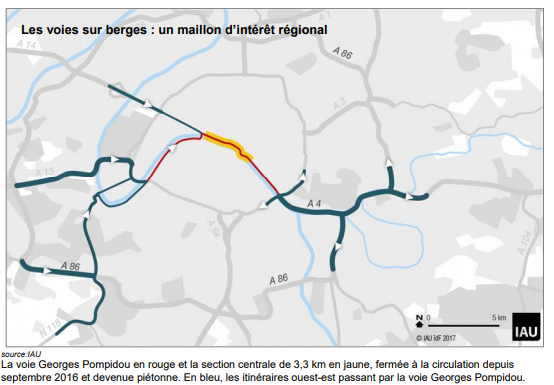 Les voies sur berges : un maillon d'intérêt régional
A 14
A 1
A 86
A 3
A 13
A 4
A 6a
A 86
A 86
A 104
N 118
N 0 5 km
© IAU îdF 2017
IAU
source:IAU
La voie Georges Pompidou en rouge et la section centrale de 3,3 km en jaune, fermée à la circulation depuis
septembre 2016 et devenue piétonne. En bleu, les itinéraires ouest-est passant par la voie Georges Pompidou.